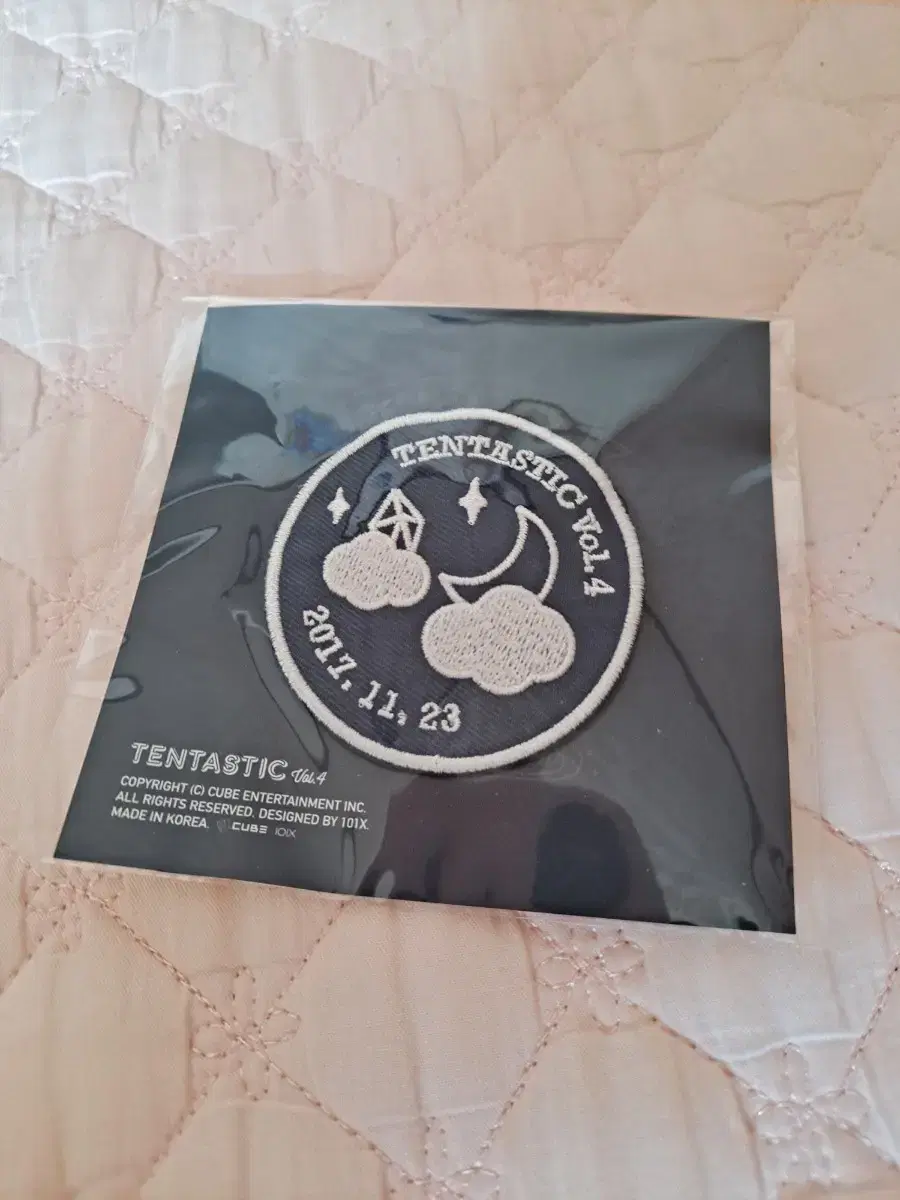 TENTASTIC Vol.4
2017. 11. 23
TENTASTIC Vol.4
COPYRIGHT (C) CUBE ENTERTAINMENT INC.
ALL RIGHTS RESERVED. DESIGNED BY 101X.
MADE IN KOREA. CUBE 101X